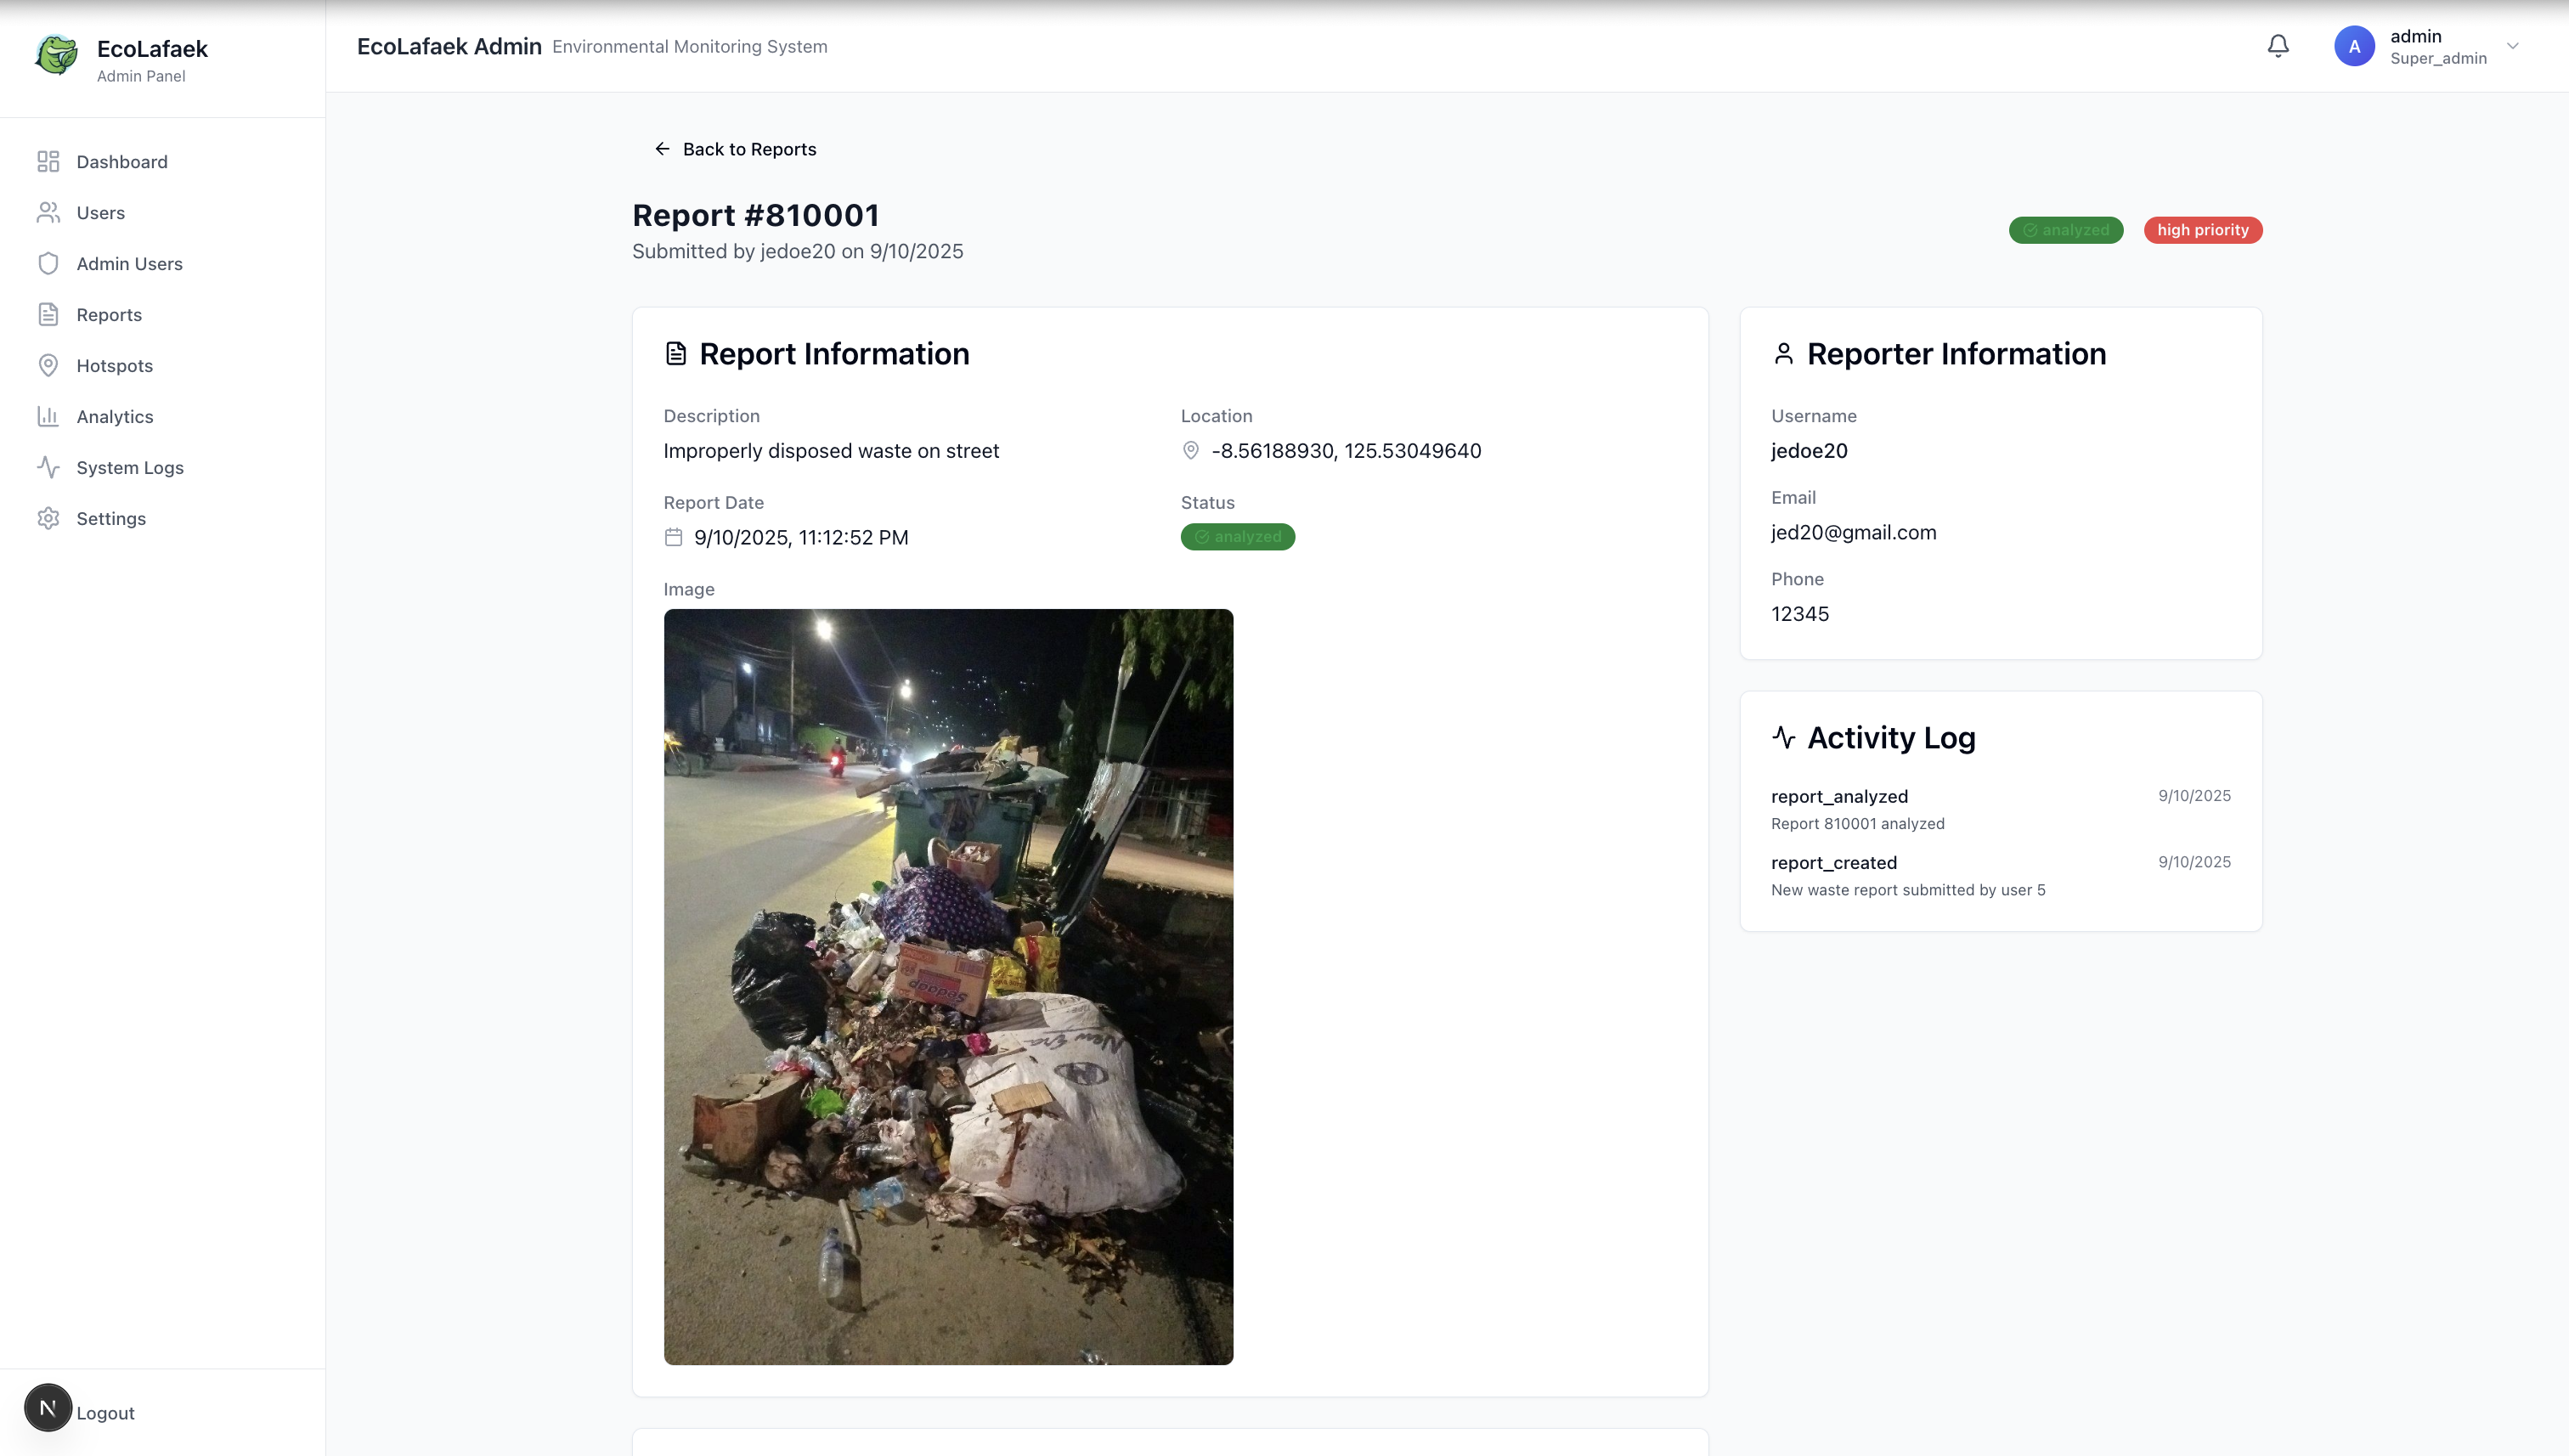 EcoLafaek
Admin Panel
EcoLafaek Admin Environmental Monitoring System
A
admin
Super_admin
Dashboard
Users
Admin Users
Reports
Hotspots
Analytics
System Logs
Settings
N
Logout
Back to Reports
Report #810001
Submitted by jedoe20 on 9/10/2025
analyzed
high priority
Report Information
Description
Improperly disposed waste on street
Location
-8.56188930, 125.53049640
Report Date
9/10/2025, 11:12:52 PM
Status
analyzed
Image
Sedaap
New Era
N
Reporter Information
Username
jedoe20
Email
jed20@gmail.com
Phone
12345
Activity Log
report_analyzed 9/10/2025
Report 810001 analyzed
report_created 9/10/2025
New waste report submitted by user 5